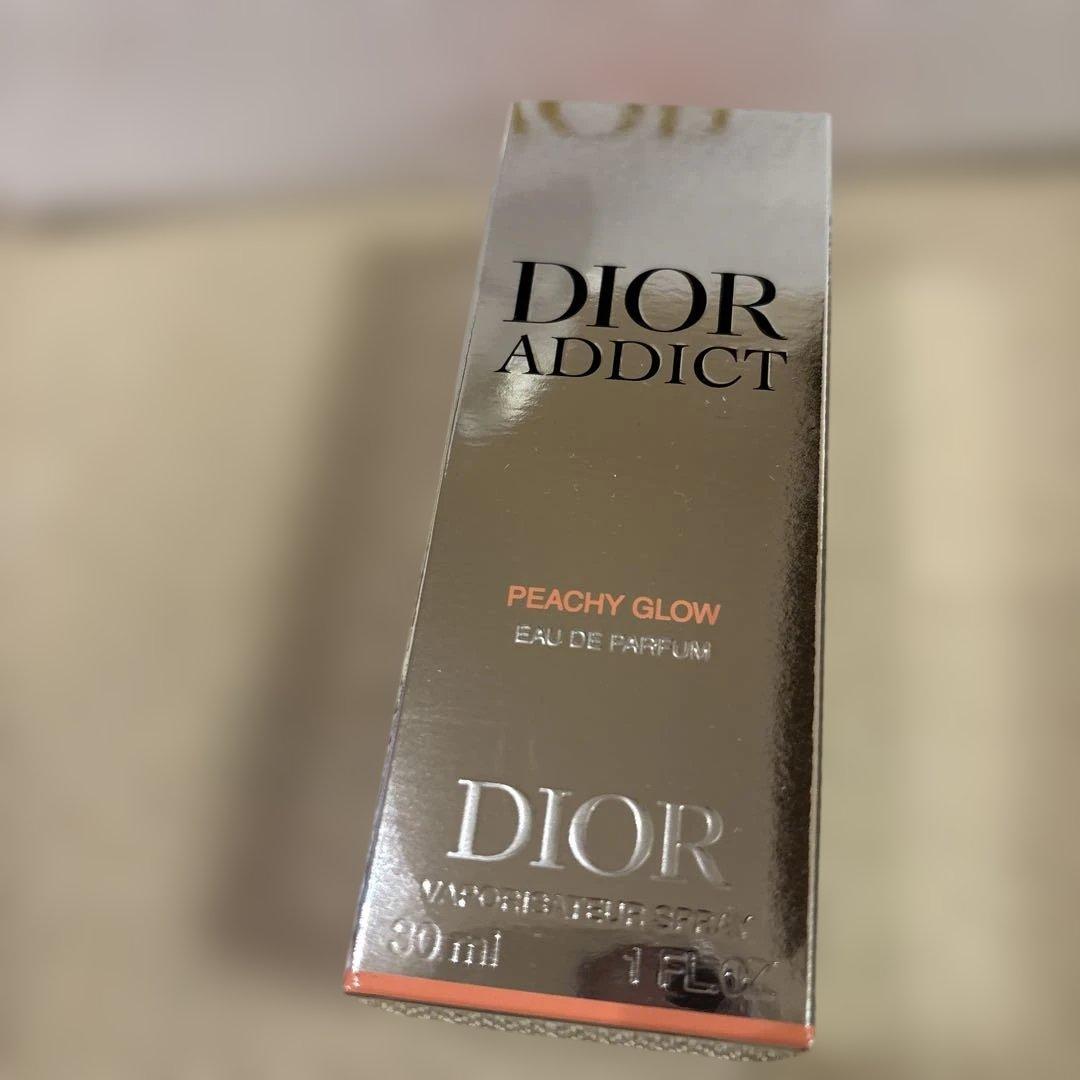 DIOR
ADDICT
PEACHY GLOW
EAU DE PARFUM
DIOR
VAPORISATEUR SPRAY
30 ml
1 FL.OZ